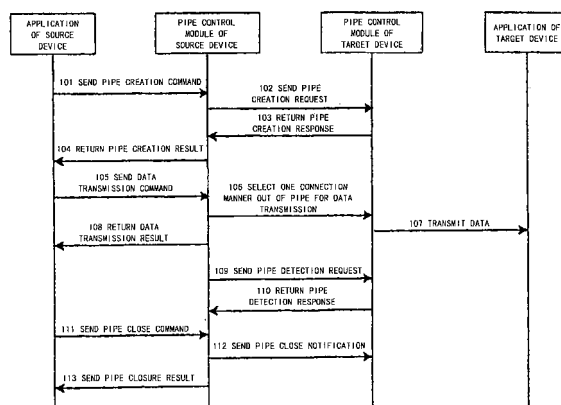 APPLICATION
OF SOURCE
DEVICE
PIPE CONTROL
MODULE OF
SOURCE DEVICE
PIPE CONTROL
MODULE OF
TARGET DEVICE
APPLICATION OF
TARGET DEVICE
101 SEND PIPE CREATION COMMAND
102 SEND PIPE
CREATION REQUEST
103 RETURN PIPE
CREATION RESPONSE
104 RETURN PIPE CREATION RESULT
105 SEND DATA
TRANSMISSION COMMAND
106 SELECT ONE CONNECTION
MANNER OUT OF PIPE FOR DATA
TRANSMISSION
107 TRANSMIT DATA
108 RETURN DATA
TRANSMISSION RESULT
109 SEND PIPE DETECTION REQUEST
110 RETURN PIPE
DETECTION RESPONSE
111 SEND PIPE CLOSE COMMAND
112 SEND PIPE CLOSE NOTIFICATION
113 SEND PIPE CLOSURE RESULT